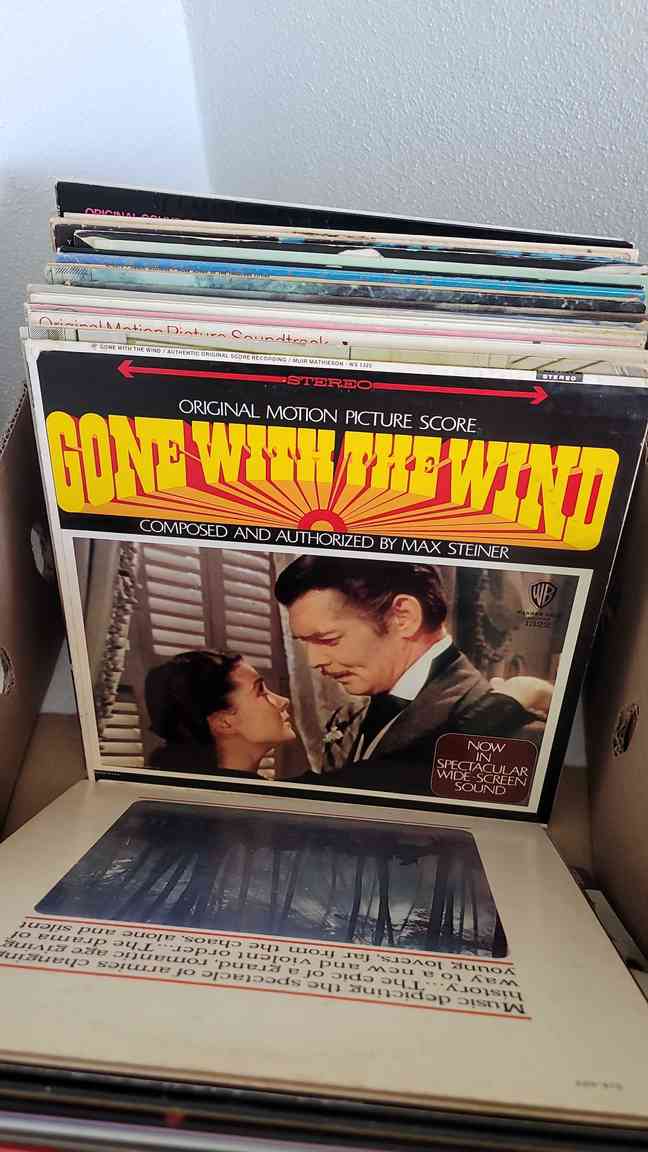 ORIGINAL
Original Motion Picture Soundtrack
GONE WITH THE WIND / AUTHENTIC ORIGINAL SCORE RECORDING / MUIR MATHIESON • WS 1322
STEREO
STEREO
ORIGINAL MOTION PICTURE SCORE
GONE WITH THE WIND
COMPOSED AND AUTHORIZED BY MAX STEINER
WB
1322
NOW
IN
SPECTACULAR
WIDE-SCREEN
SOUND
Music depicting the spectacle of armies changing
history...The epic of a grand, romantic age giving
way to a new and violent order...The drama of
young lovers, far from the chaos, alone and silent